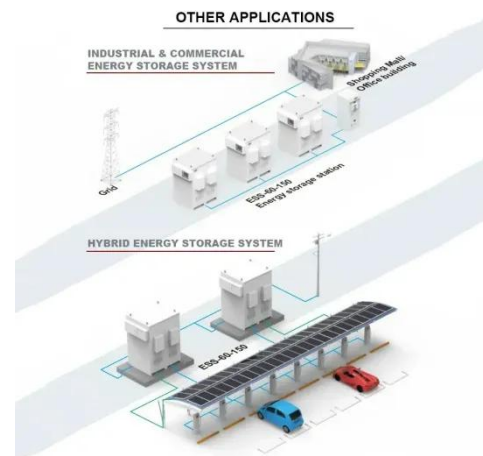 OTHER APPLICATIONS
INDUSTRIAL & COMMERCIAL
ENERGY STORAGE SYSTEM
Shopping Mall/
Office building
Grid
ESS-60-150
Energy storage station
HYBRID ENERGY STORAGE SYSTEM
ESS-60-150